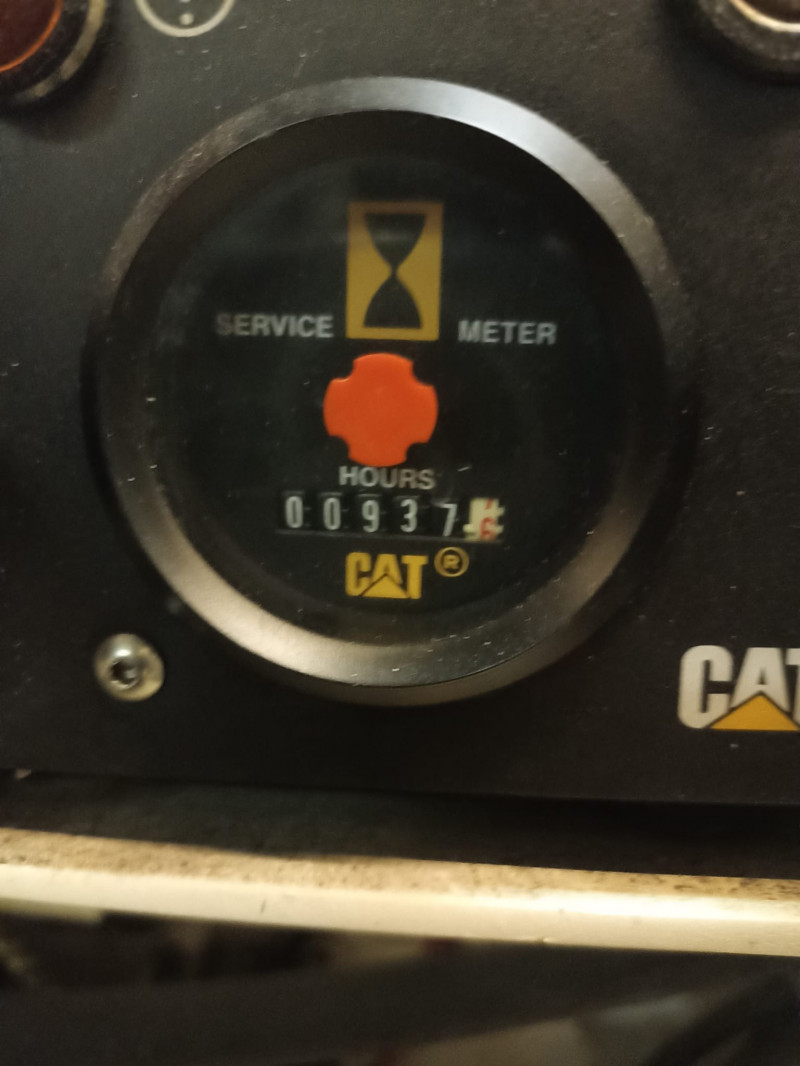 SERVICE METER
HOURS
009376
CAT®
CAT